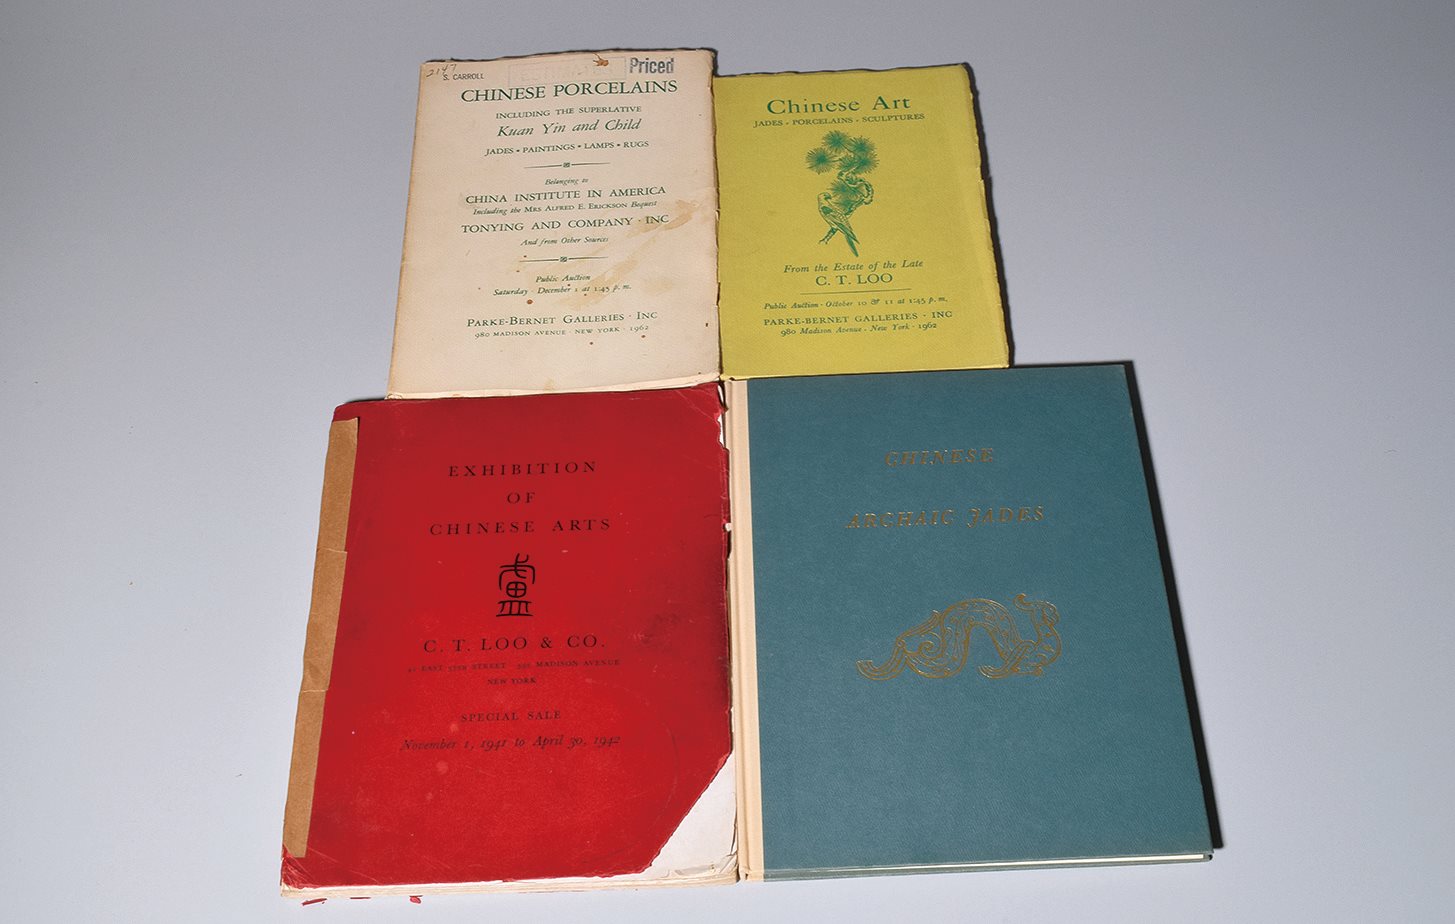 2147
S. CARROLL
Priced
CHINESE PORCELAINS
INCLUDING THE SUPERLATIVE
Kuan Yin and Child
JADES • PAINTINGS • LAMPS • RUGS
Belonging to
CHINA INSTITUTE IN AMERICA
Including the MRS ALFRED E. ERICKSON Bequest
TONYING AND COMPANY · INC
And from Other Sources
Public Auction
Saturday · December 1 at 1:45 p. m.
PARKE-BERNET GALLERIES · INC
980 MADISON AVENUE · NEW YORK · 1962
Chinese Art
JADES · PORCELAINS · SCULPTURES
From the Estate of the Late
C. T. LOO
Public Auction · October 10 & 11 at 1:45 p. m.
PARKE-BERNET GALLERIES · INC
980 Madison Avenue · New York · 1962
EXHIBITION
OF
CHINESE ARTS
C. T. LOO & CO.
EAST 57TH STREET MADISON AVENUE
NEW YORK
SPECIAL SALE
November 1, 1941 to April 30, 1942
CHINESE
ARCHAIC JADES